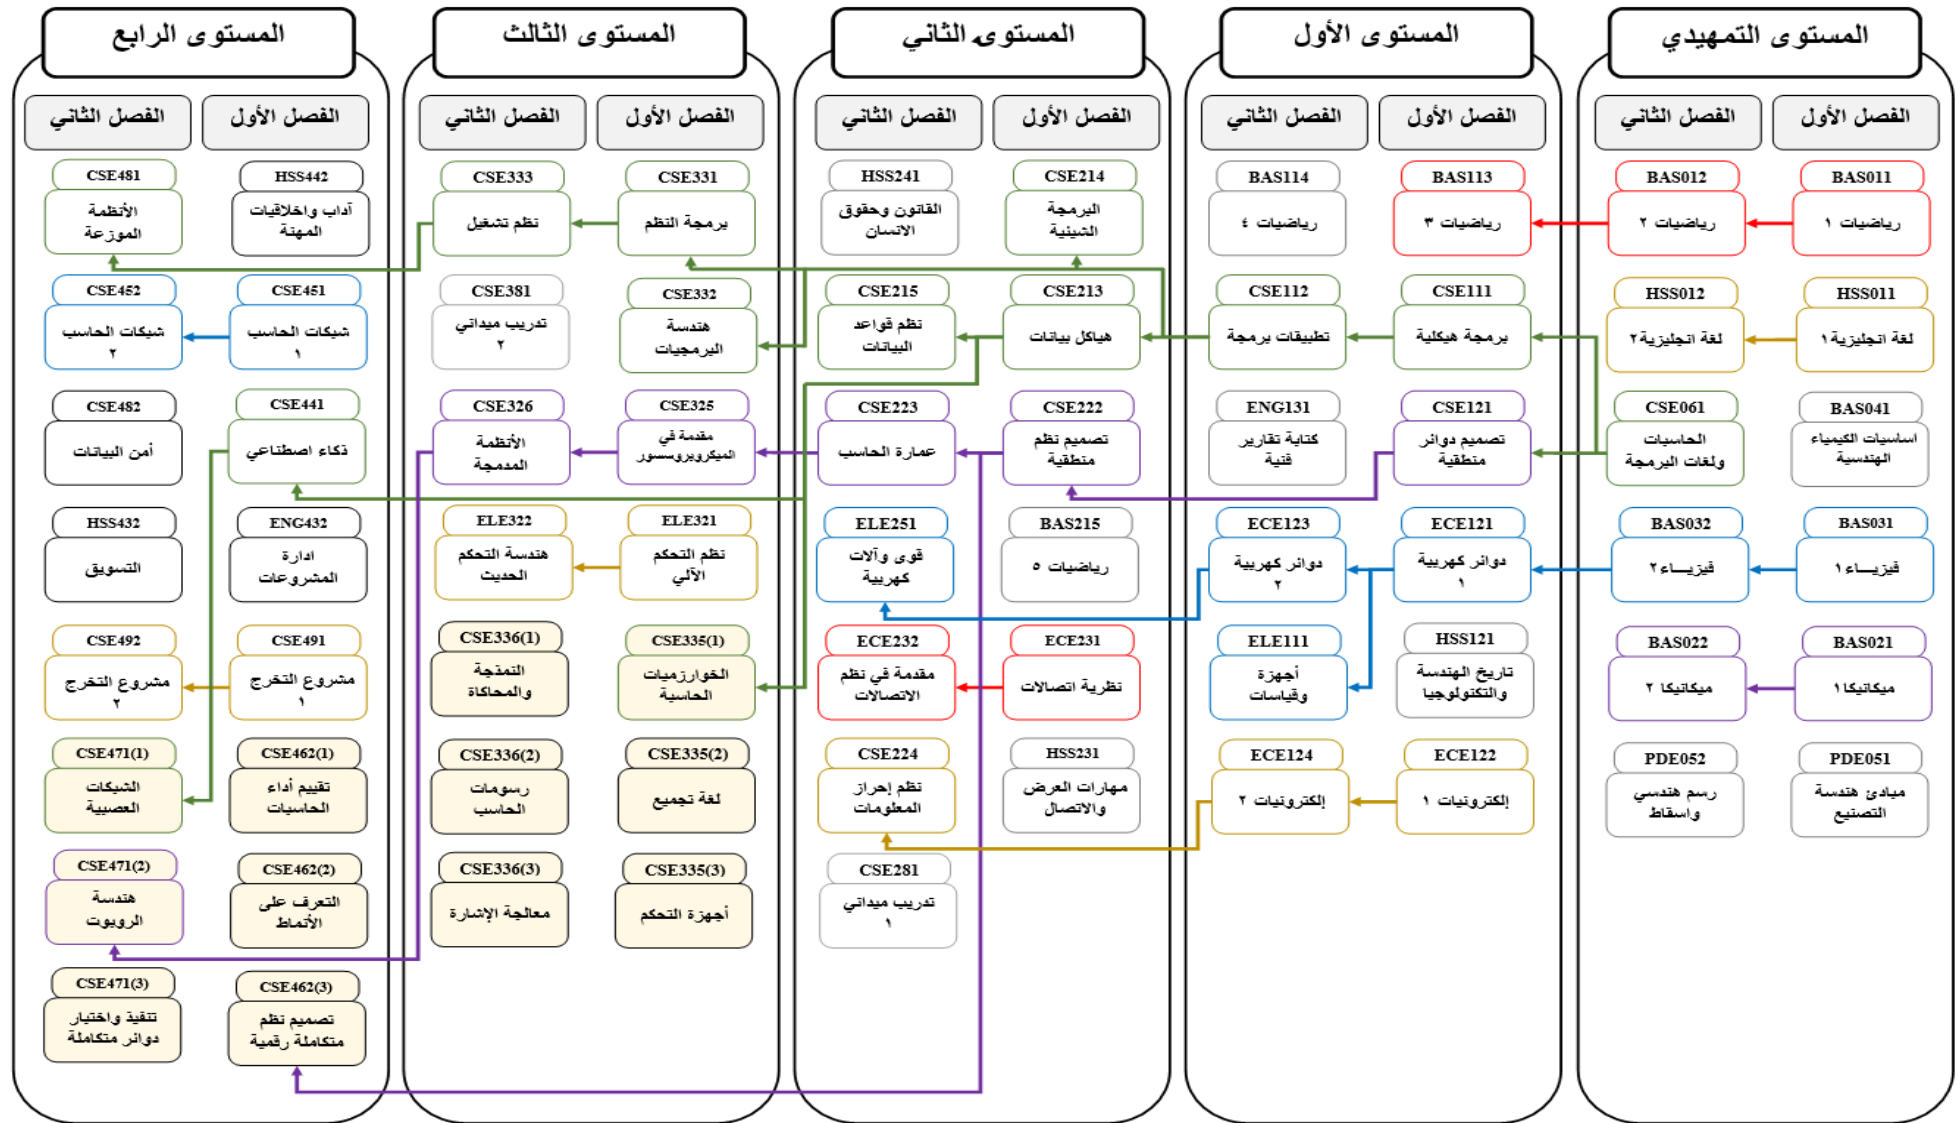 المستوى التمهيدي
الفصل الأول
BAS011
رياضيات ١
HSS011
لغة انجليزية ١
BAS041
اساسيات الكيمياء
الهندسية
BAS031
فيزيـــاء ١
BAS021
ميكانيكا ١
PDE051
مبادئ هندسة
التصنيع
الفصل الثاني
BAS012
رياضيات ٢
HSS012
لغة انجليزية ٢
CSE061
الحاسبات
ولغات البرمجة
BAS032
فيزيـــاء ٢
BAS022
ميكانيكا ٢
PDE052
رسم هندسي
واسقاط
المستوى الأول
الفصل الأول
BAS113
رياضيات ٣
CSE111
برمجة هيكلية
CSE121
تصميم دوائر
منطقية
ECE121
دوائر كهربية
١
HSS121
تاريخ الهندسة
والتكنولوجيا
ECE122
إلكترونيات ١
الفصل الثاني
BAS114
رياضيات ٤
CSE112
تطبيقات برمجة
ENG131
كتابة تقارير
فنية
ECE123
دوائر كهربية
٢
ELE111
أجهزة
وقياسات
ECE124
إلكترونيات ٢
المستوى الثاني
الفصل الأول
CSE214
البرمجة
الشيئية
CSE213
هياكل بيانات
CSE222
تصميم نظم
منطقية
BAS215
رياضيات ٥
ECE231
نظرية اتصالات
HSS231
مهارات العرض
والاتصال
الفصل الثاني
HSS241
القانون وحقوق
الانسان
CSE215
نظم قواعد
البيانات
CSE223
عمارة الحاسب
ELE251
قوى وآلات
كهربية
ECE232
مقدمة في نظم
الاتصالات
CSE224
نظم إحراز
المعلومات
CSE281
تدريب ميداني
١
المستوى الثالث
الفصل الأول
CSE331
برمجة النظم
CSE332
هندسة
البرمجيات
CSE325
مقدمة في
الميكروبروسسور
ELE321
نظم التحكم
الآلي
CSE335(1)
الخوارزميات
الحاسبة
CSE335(2)
لغة تجميع
CSE335(3)
أجهزة التحكم
الفصل الثاني
CSE333
نظم تشغيل
CSE381
تدريب ميداني
٢
CSE326
الأنظمة
المدمجة
ELE322
هندسة التحكم
الحديث
CSE336(1)
النمذجة
والمحاكاة
CSE336(2)
رسومات
الحاسب
CSE336(3)
معالجة الإشارة
المستوى الرابع
الفصل الأول
HSS442
آداب واخلاقيات
المهنة
CSE451
شبكات الحاسب
١
CSE441
ذكاء اصطناعي
ENG432
ادارة
المشروعات
CSE491
مشروع التخرج
١
CSE462(1)
تقييم أداء
الحاسبات
CSE462(2)
التعرف على
الأنماط
CSE462(3)
تصميم نظم
متكاملة رقمية
الفصل الثاني
CSE481
الأنظمة
الموزعة
CSE452
شبكات الحاسب
٢
CSE482
أمن البيانات
HSS432
التسويق
CSE492
مشروع التخرج
٢
CSE471(1)
الشبكات
العصبية
CSE471(2)
هندسة
الروبوت
CSE471(3)
تنفيذ واختبار
دوائر متكاملة